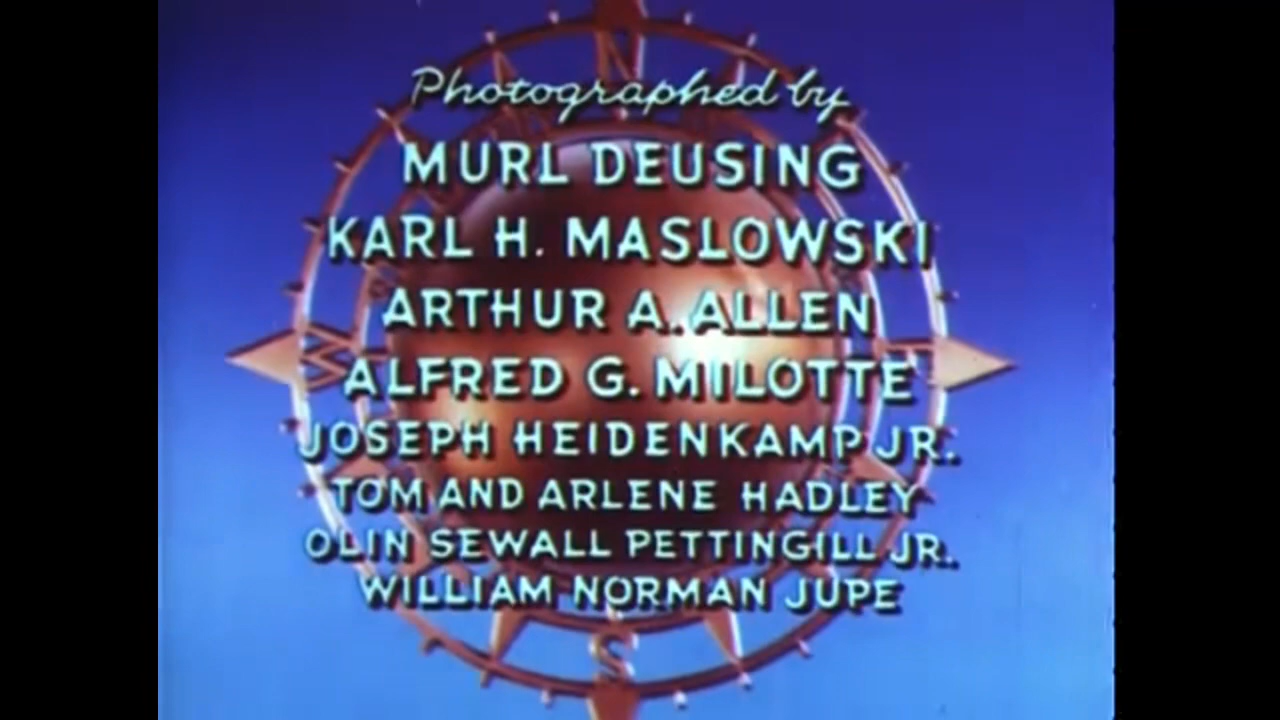 N
Photographed by
MURL DEUSING
KARL H. MASLOWSKI
ARTHUR A. ALLEN
W
E
ALFRED G. MILOTTE
JOSEPH HEIDENKAMP JR.
TOM AND ARLENE HADLEY
OLIN SEWALL PETTINGILL JR.
WILLIAM NORMAN JUPE
S